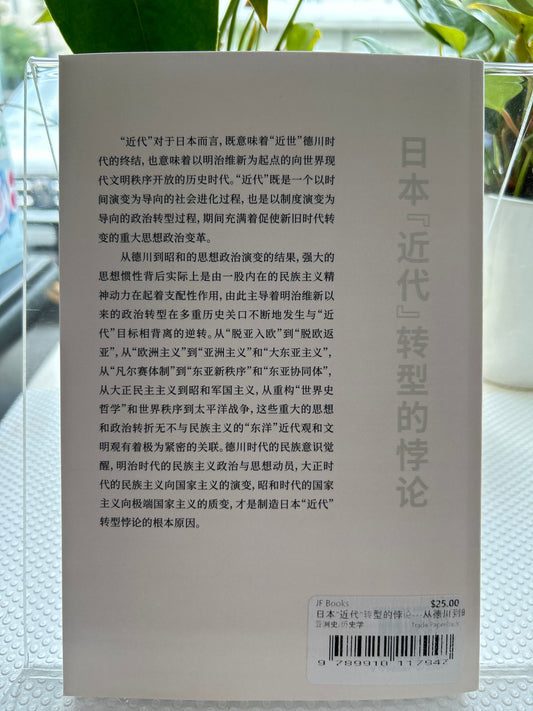 “近代”对于日本而言，既意味着“近世”德川时
代的终结，也意味着以明治维新为起点的向世界现
代文明秩序开放的历史时代。“近代”既是一个以时
间演变为导向的社会进化过程，也是以制度演变为
导向的政治转型过程，期间充满着促使新旧时代转
变的重大思想政治变革。
从德川到昭和的思想政治演变的结果，强大的
思想惯性背后实际上是由一股内在的民族主义精
神动力在起着支配性作用，由此主导着明治维新以
来的政治转型在多重历史关口不断地发生与“近
代”目标相背离的逆转。从“脱亚入欧”到“脱欧返
亚”，从“欧洲主义”到“亚洲主义”和“大东亚主义”，
从“凡尔赛体制”到“东亚新秩序”和“东亚协同体”，
从大正民主主义到昭和军国主义，从重构“世界史
哲学”和世界秩序到太平洋战争，这些重大的思想
和政治转折无不与民族主义的“东洋”近代观和文
明观有着极为紧密的关联。德川时代的民族意识觉
醒，明治时代的民族主义政治与思想动员，大正时
代的民族主义向国家主义的演变，昭和时代的国家
主义向极端国家主义的质变，才是制造日本“近代”
转型悖论的根本原因。
日本『近代』转型的悖论
JF Books
$25.00
日本“近代”转型的悖论---从德川到
亚洲史,历史学
Trade Paperback
9 789910 117847